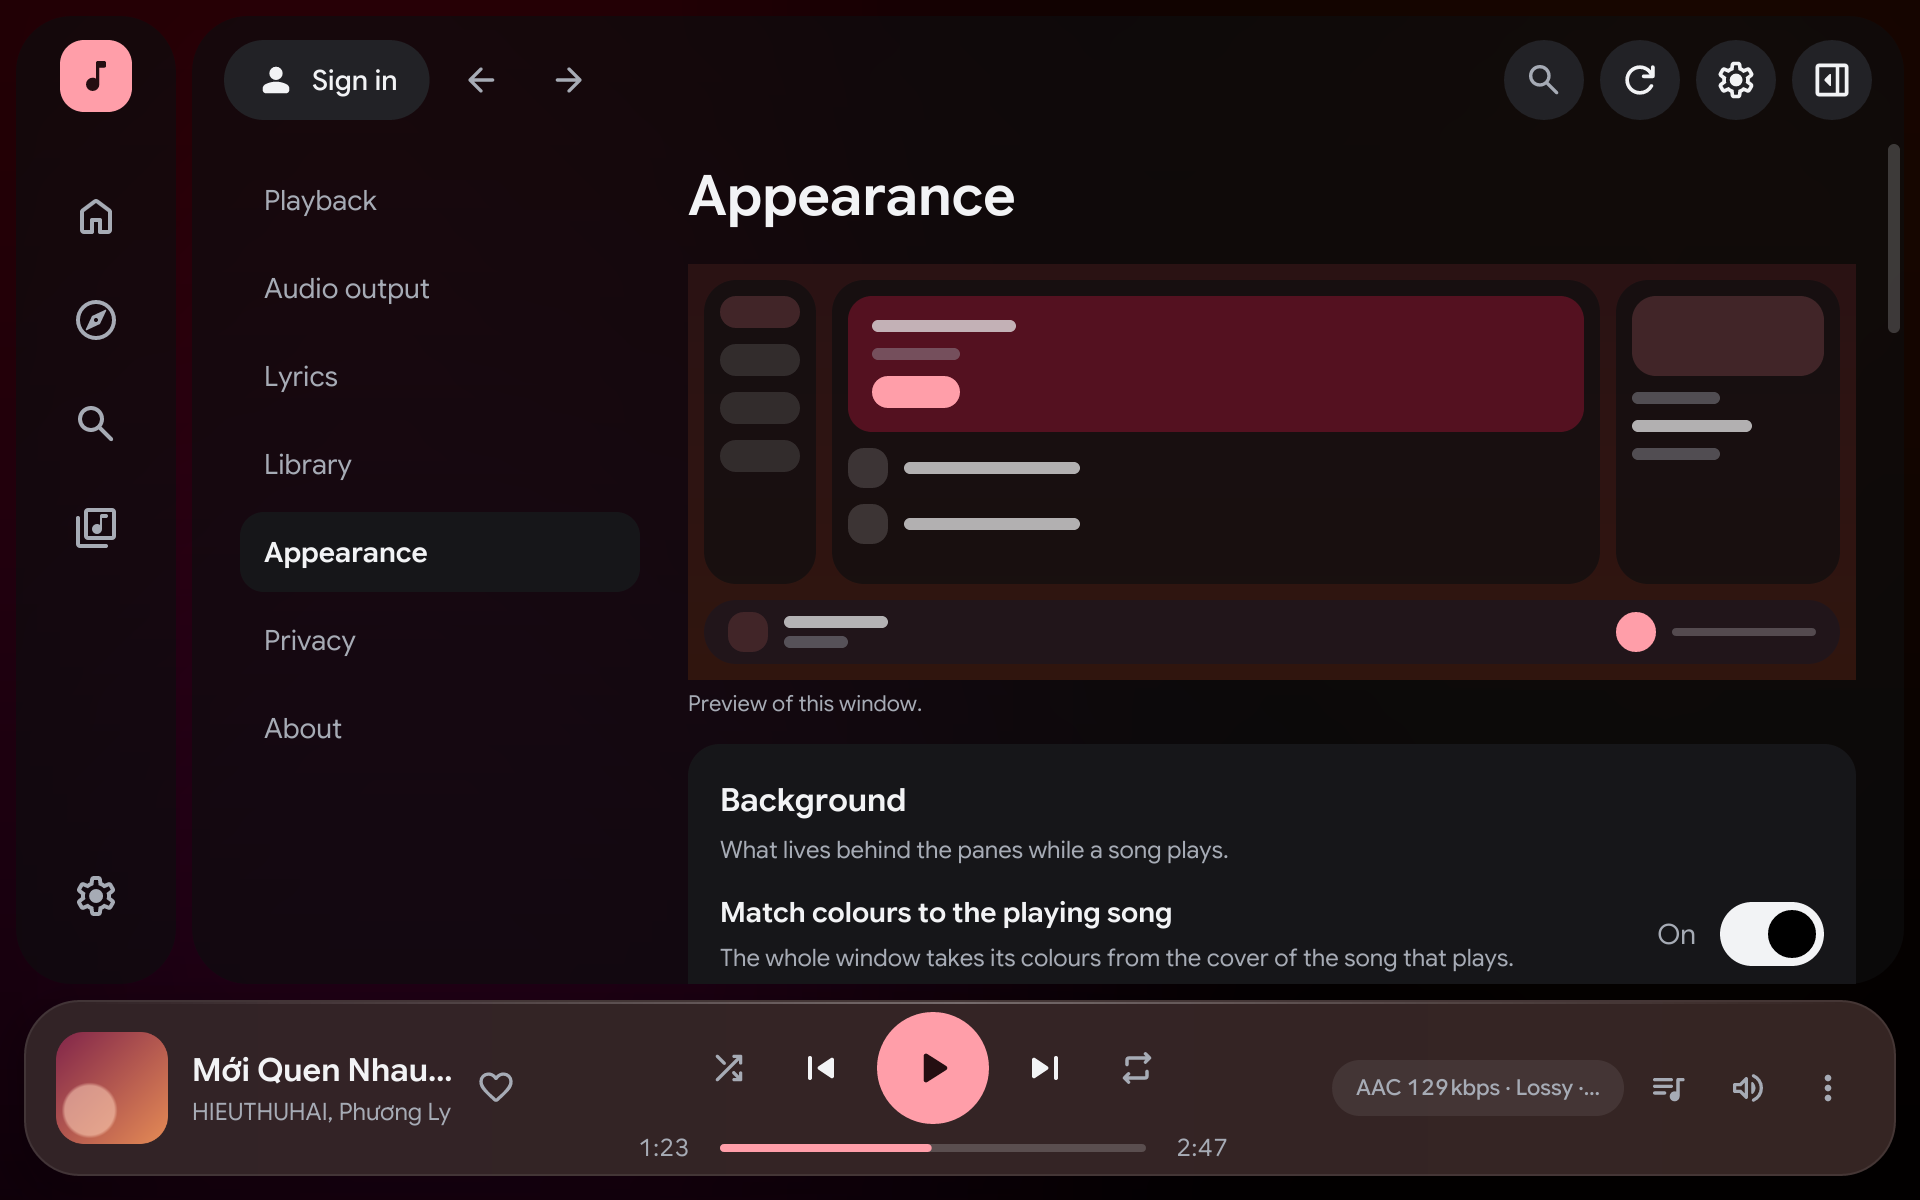 Sign in
Playback
Audio output
Lyrics
Library
Appearance
Privacy
About
Appearance
Preview of this window.
Background
What lives behind the panes while a song plays.
Match colours to the playing song
The whole window takes its colours from the cover of the song that plays.
On
Mới Quen Nhau...
HIEUTHUHAI, Phương Ly
1:23
2:47
AAC 129kbps · Lossy ·...